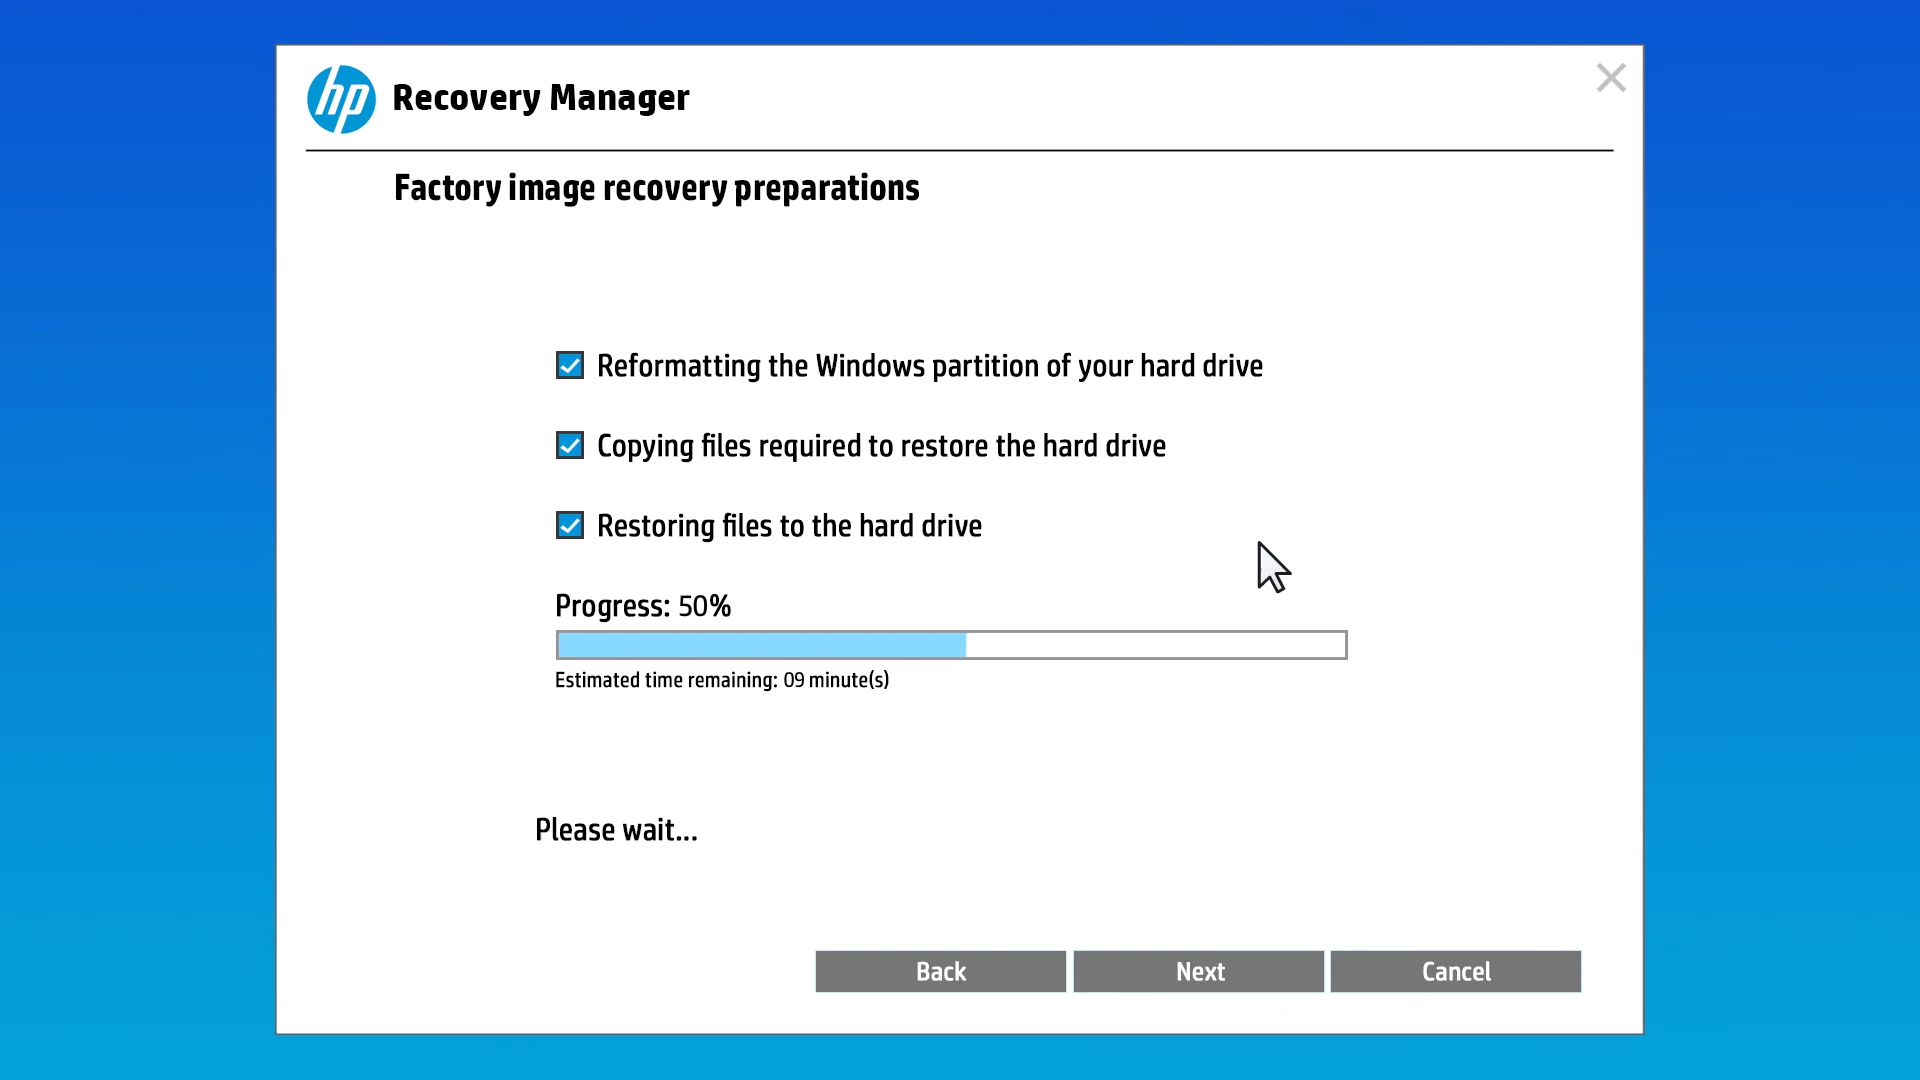 hp Recovery Manager
Factory image recovery preparations
Reformatting the Windows partition of your hard drive
Copying files required to restore the hard drive
Restoring files to the hard drive
Progress: 50%
Estimated time remaining: 09 minute(s)
Please wait...
Back Next Cancel